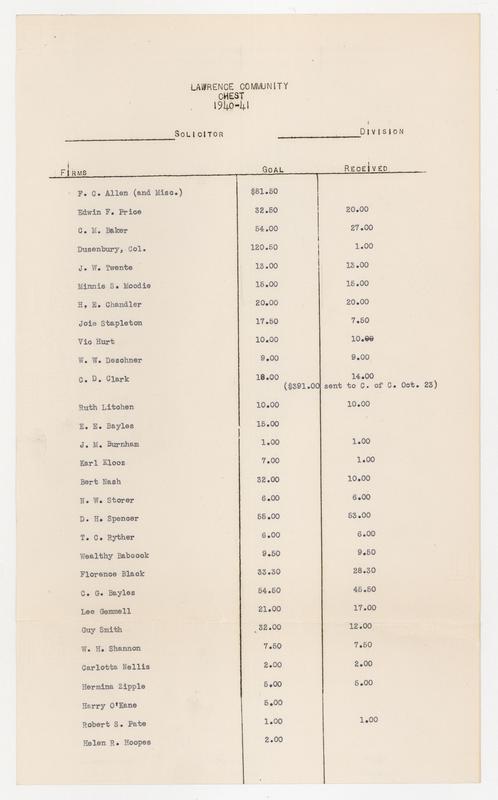 LAWRENCE COMMUNITY
CHEST
1940-41
SOLICITOR DIVISION
FIRMS GOAL RECEIVED
F. C. Allen (and Misc.) $81.50
Edwin F. Price 32.50 20.00
C. M. Baker 54.00 27.00
Dusenbury, Col. 120.50 1.00
J. W. Twente 13.00 13.00
Minnie S. Moodie 15.00 15.00
H. E. Chandler 20.00 20.00
Joie Stapleton 17.50 7.50
Vic Hurt 10.00 10.00
W. W. Deschner 9.00 9.00
C. D. Clark 18.00 14.00
($391.00 sent to C. of C. Oct. 23)
Ruth Litchen 10.00 10.00
E. E. Bayles 15.00
J. M. Burnham 1.00 1.00
Karl Klooz 7.00 1.00
Bert Nash 32.00 10.00
N. W. Storer 6.00 6.00
D. H. Spencer 55.00 53.00
T. C. Ryther 6.00 6.00
Wealthy Babcock 9.50 9.50
Florence Black 33.30 28.30
C. G. Bayles 54.50 45.50
Lee Gemmell 21.00 17.00
Guy Smith 32.00 12.00
W. H. Shannon 7.50 7.50
Carlotta Nellis 2.00 2.00
Hermina Zipple 5.00 5.00
Harry O'Kane 5.00
Robert S. Pate 1.00 1.00
Helen R. Hoopes 2.00